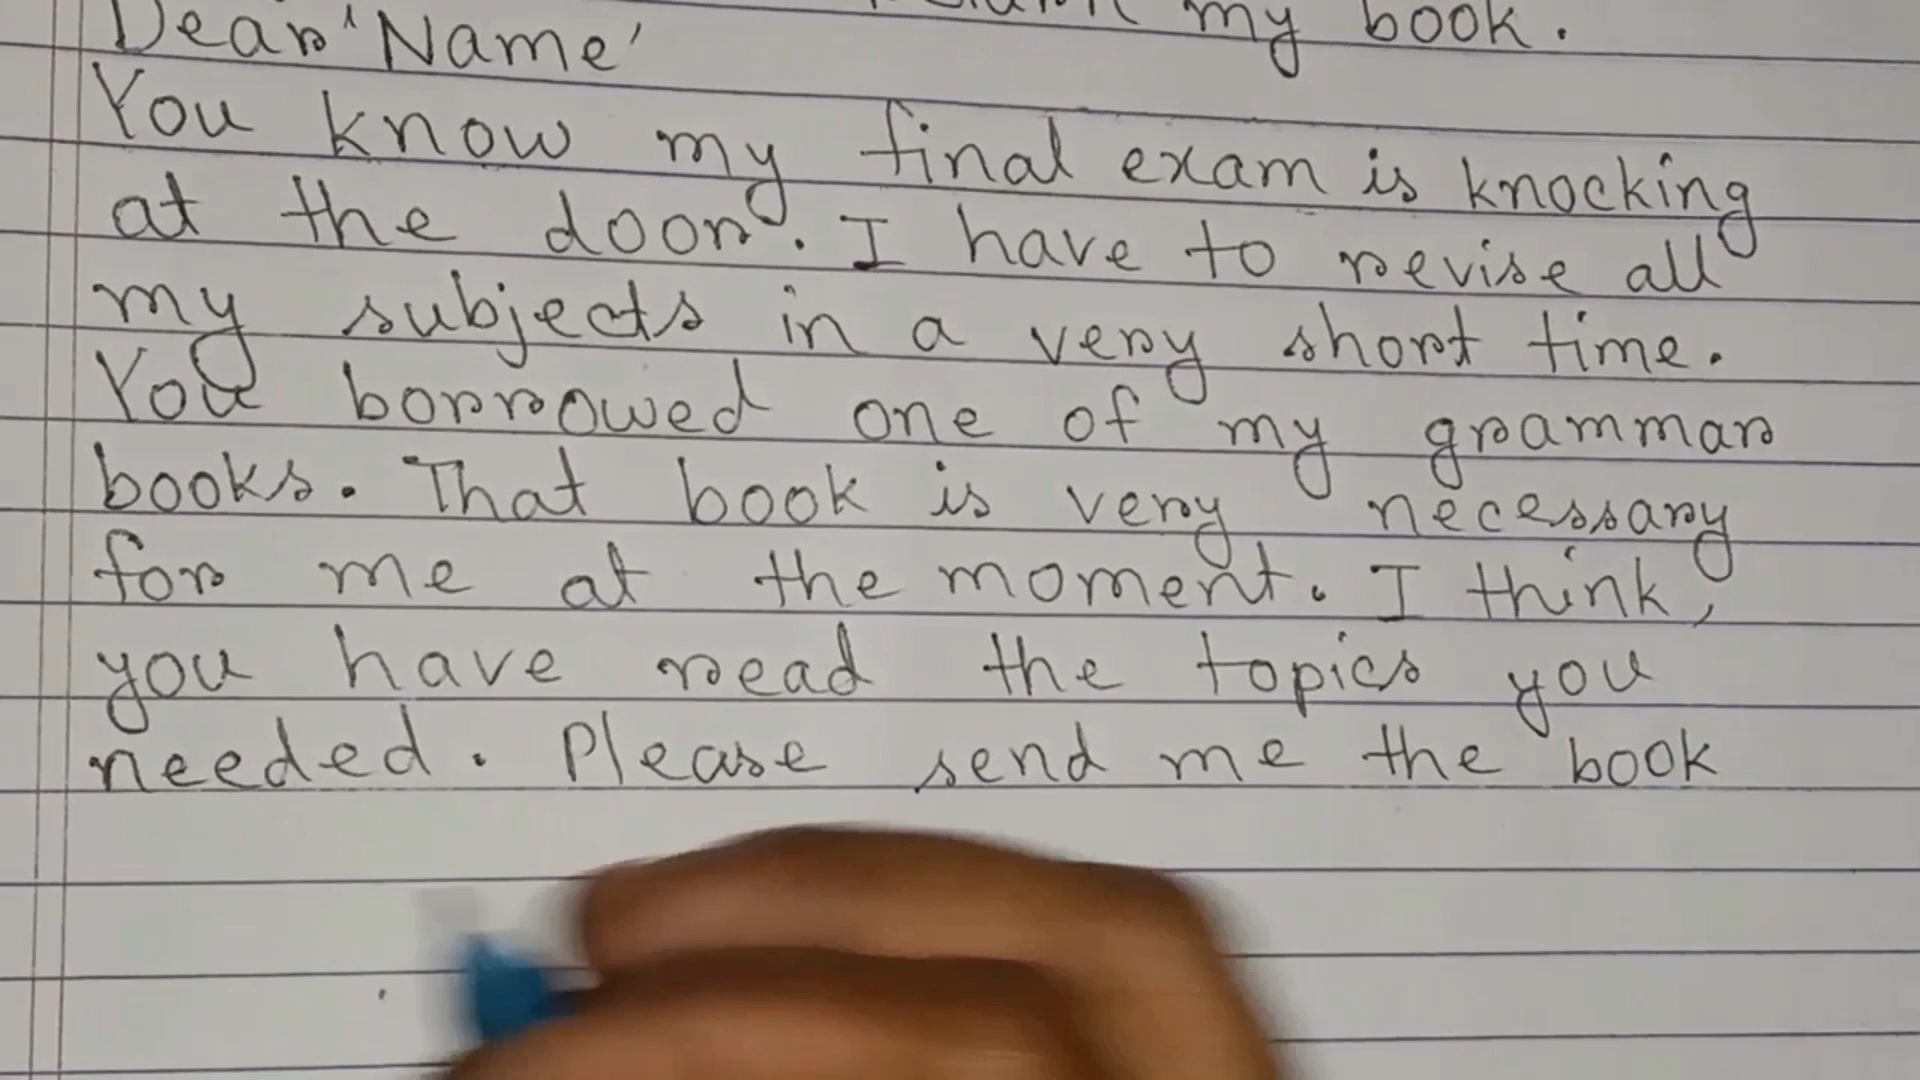 my book.
Dear 'Name'
You know my final exam is knocking
at the door. I have to revise all
my subjects in a very short time.
You borrowed one of my grammar
books. That book is very necessary
for me at the moment. I think,
you have read the topics you
needed. Please send me the book